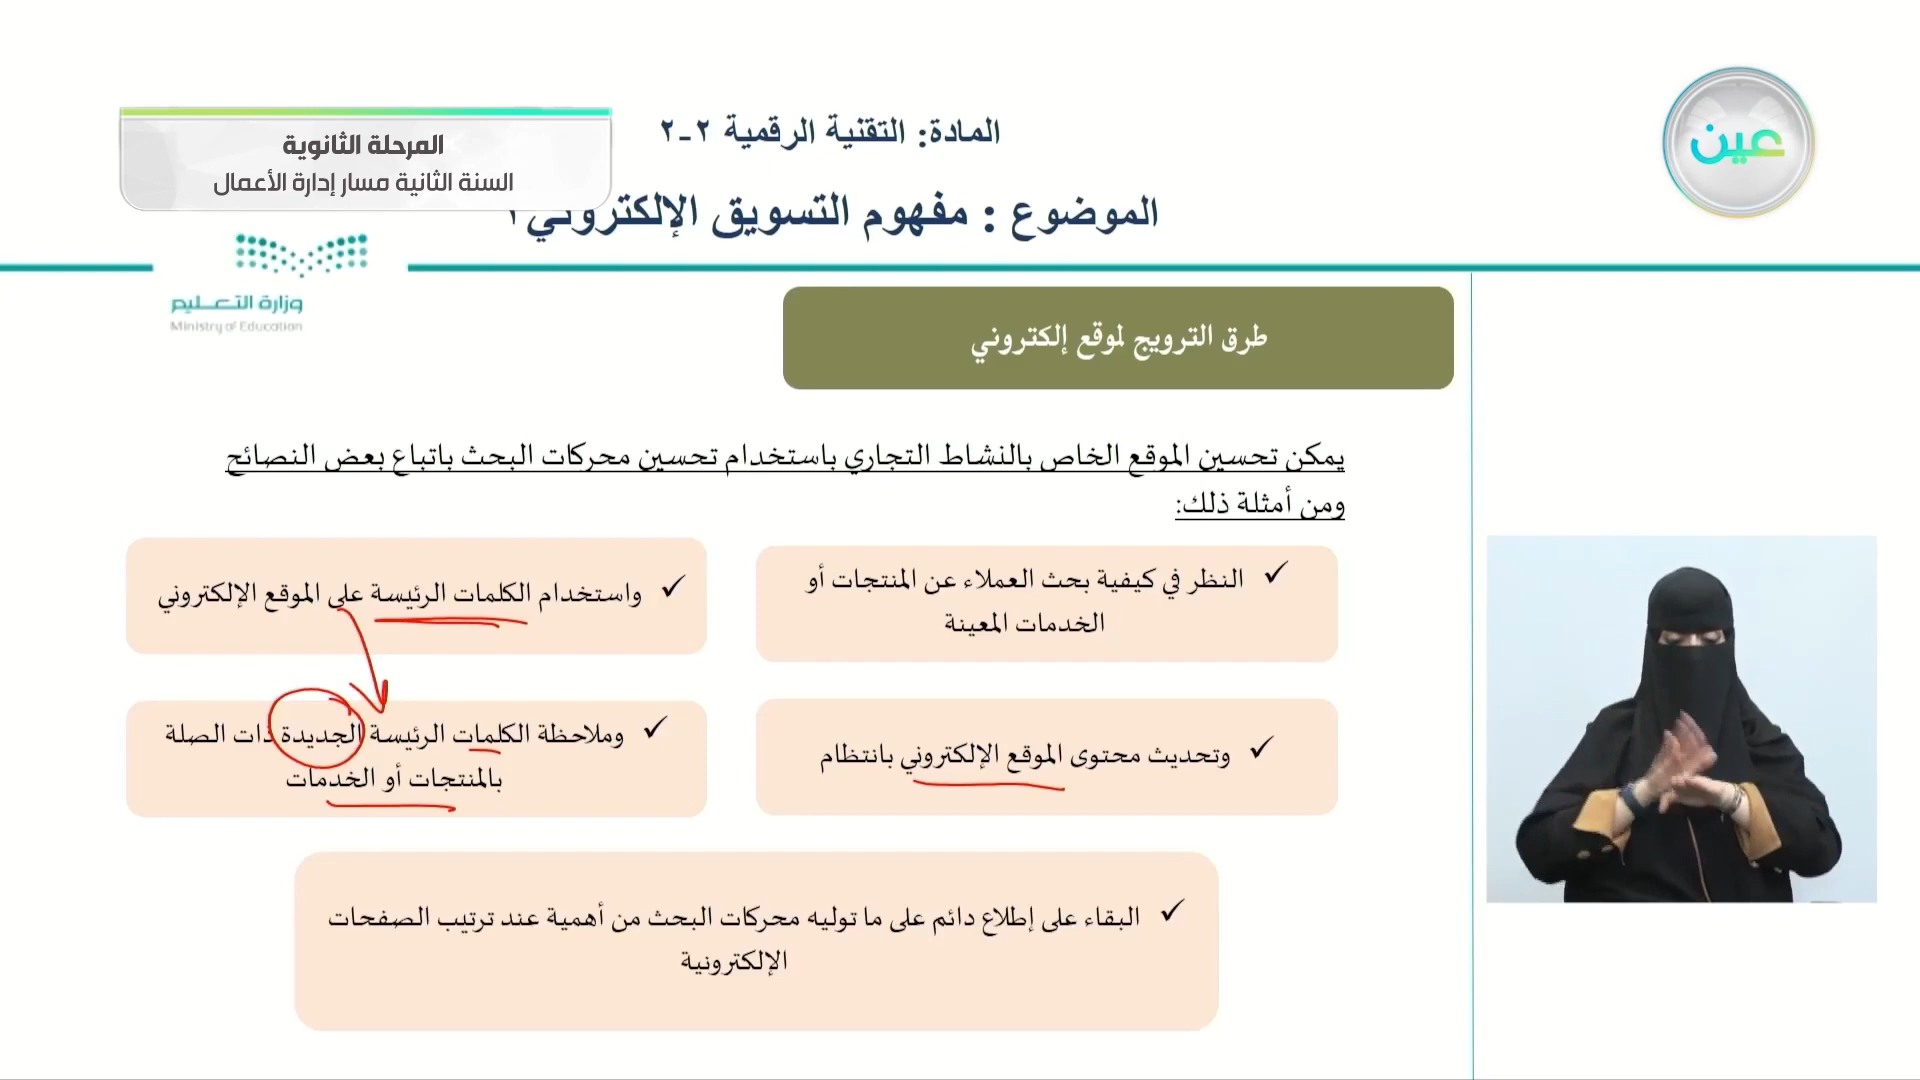 عين
المادة: التقنية الرقمية ٢-٢
المرحلة الثانوية
السنة الثانية مسار إدارة الأعمال
الموضوع : مفهوم التسويق الإلكتروني
وزارة التعليم
Ministry of Education
طرق الترويج لموقع إلكتروني
يمكن تحسين الموقع الخاص بالنشاط التجاري باستخدام تحسين محركات البحث باتباع بعض النصائح
ومن أمثلة ذلك:
النظر في كيفية بحث العملاء عن المنتجات أو
الخدمات المعينة
واستخدام الكلمات الرئيسة على الموقع الإلكتروني
وتحديث محتوى الموقع الإلكتروني بانتظام
وملاحظة الكلمات الرئيسة الجديدة ذات الصلة
بالمنتجات أو الخدمات
البقاء على إطلاع دائم على ما توليه محركات البحث من أهمية عند ترتيب الصفحات
الإلكترونية